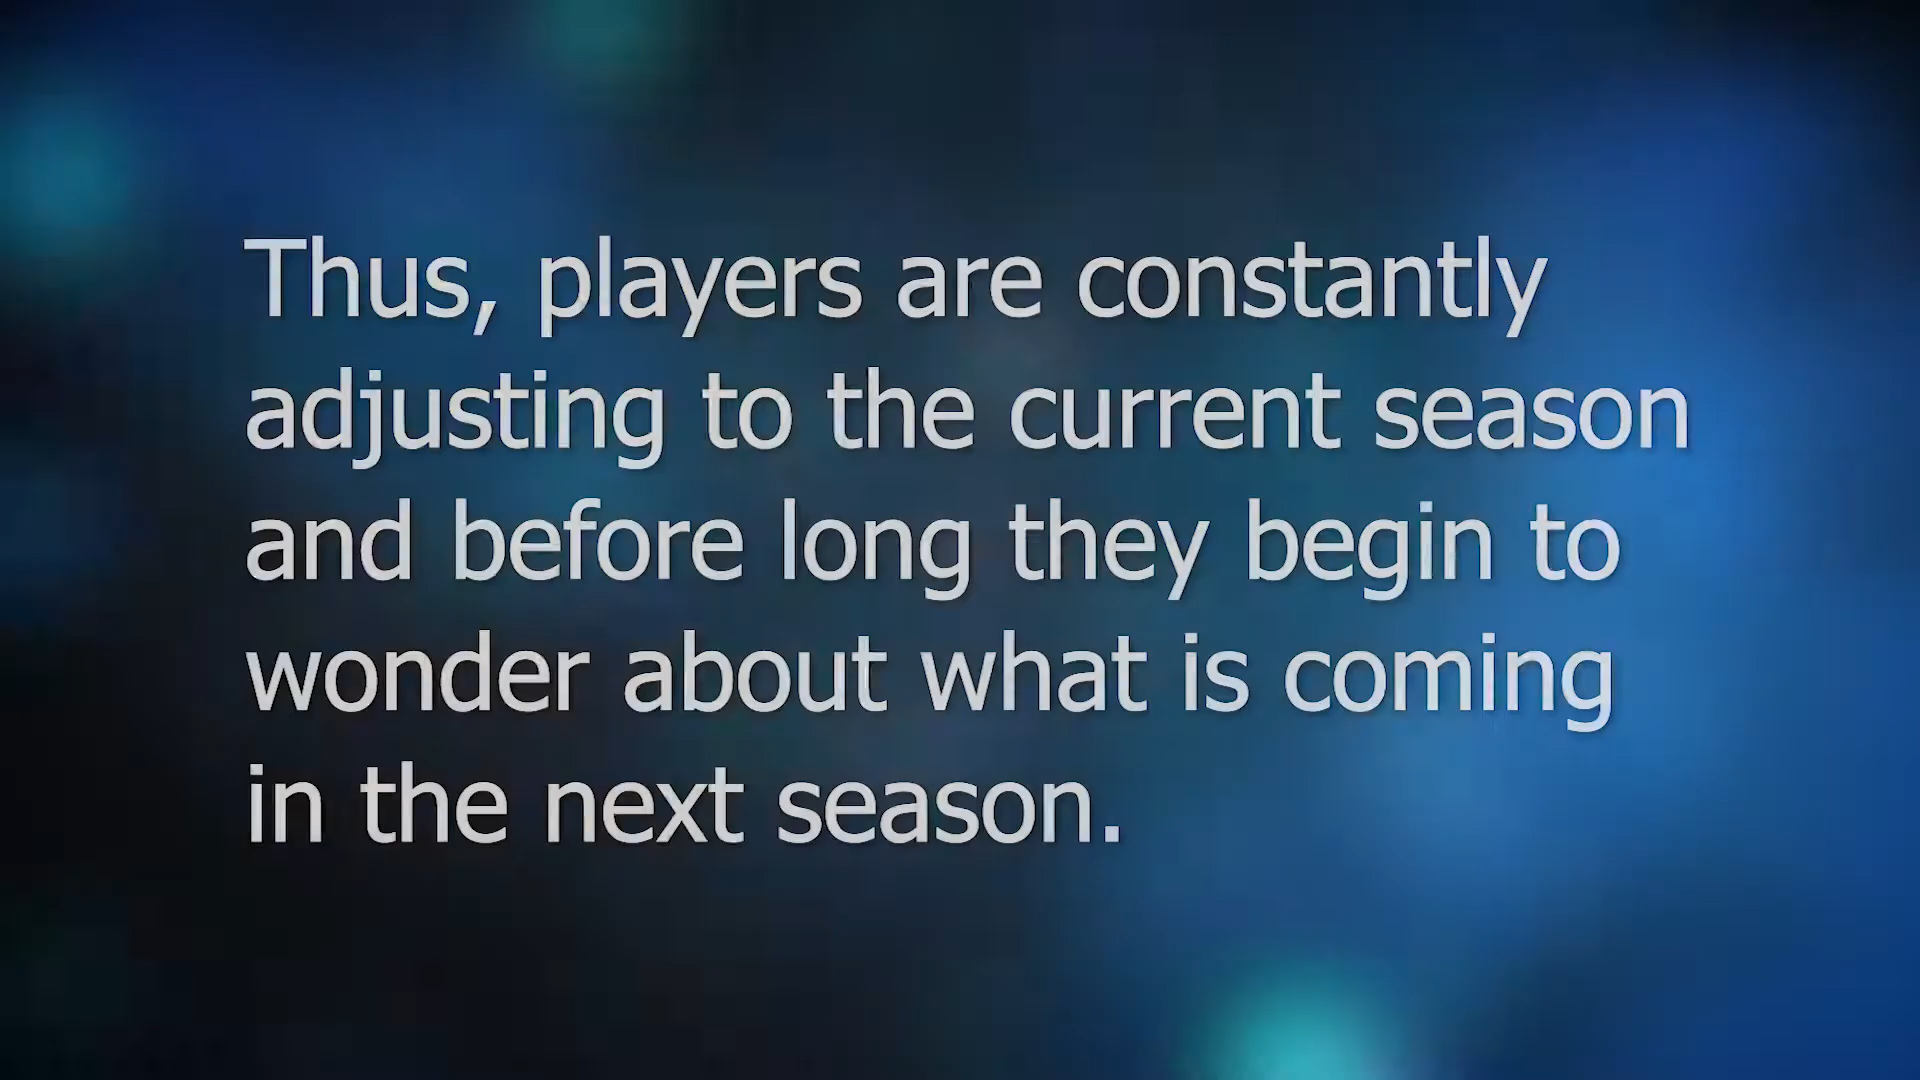 Thus, players are constantly
adjusting to the current season
and before long they begin to
wonder about what is coming
in the next season.